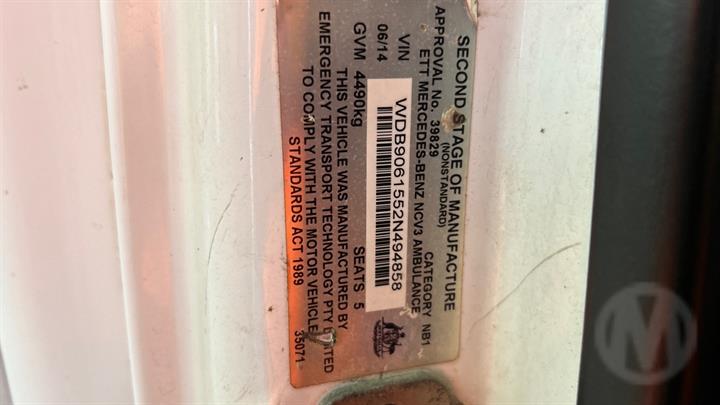 SECOND STAGE OF MANUFACTURE
(NONSTANDARD)
APPROVAL No. 39829 CATEGORY NB1
ETT MERCEDES-BENZ NCV3 AMBULANCE
06/14
VIN WDB9061552N494858
GVM 4490kg SEATS 5
THIS VEHICLE WAS MANUFACTURED BY
EMERGENCY TRANSPORT TECHNOLOGY PTY LIMITED
TO COMPLY WITH THE MOTOR VEHICLE
STANDARDS ACT 1989
35071
M